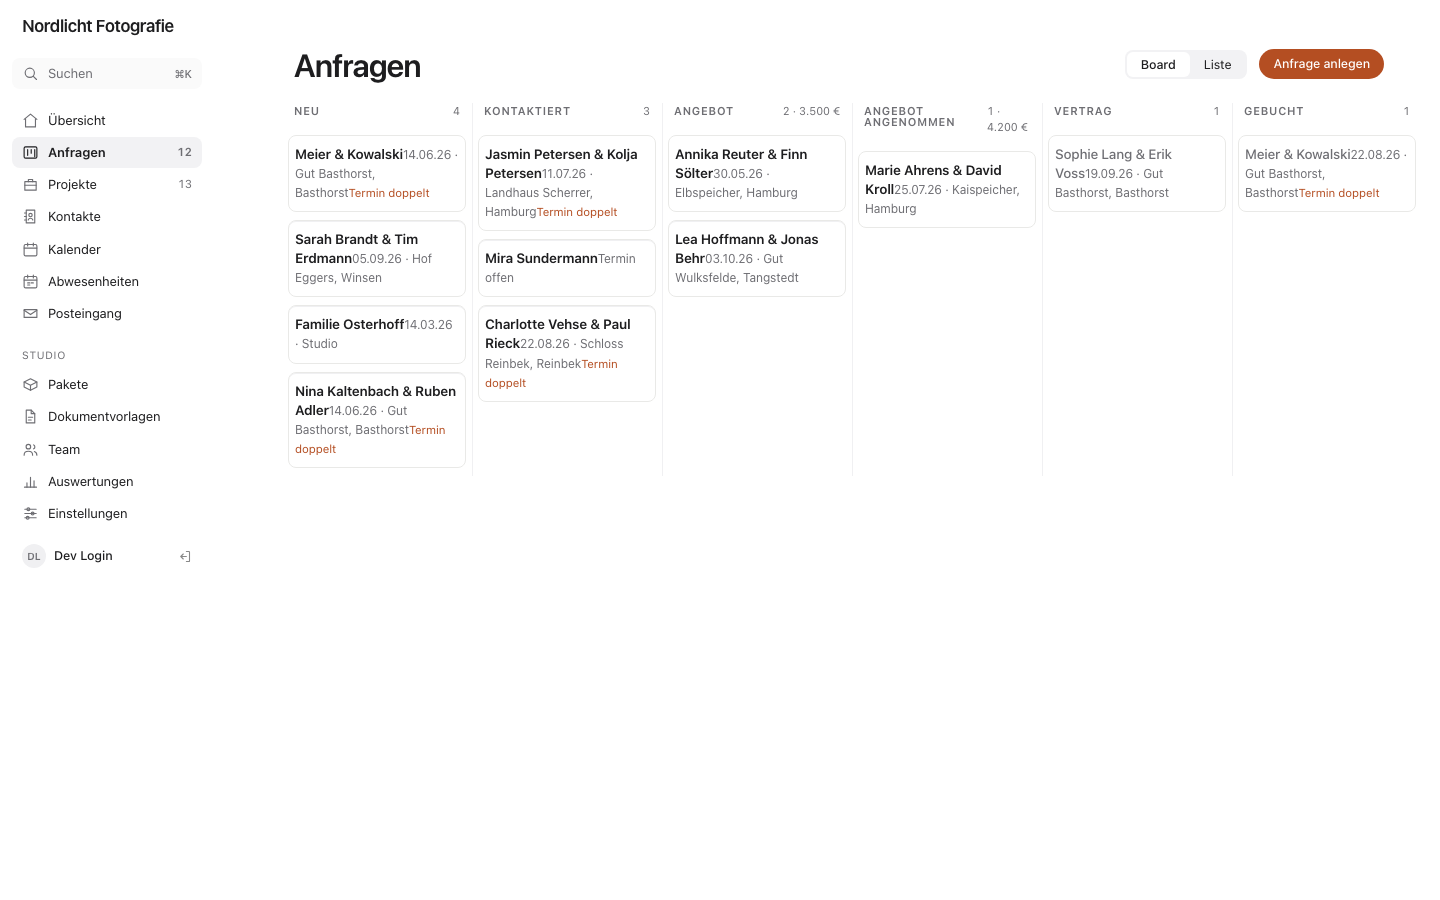 Nordlicht Fotografie
Suchen ⌘K
Übersicht
Anfragen 12
Projekte 13
Kontakte
Kalender
Abwesenheiten
Posteingang
STUDIO
Pakete
Dokumentvorlagen
Team
Auswertungen
Einstellungen
DL Dev Login
Anfragen
Board Liste
Anfrage anlegen
NEU 4
Meier & Kowalski14.06.26 ·
Gut Basthorst,
BasthorstTermin doppelt
Sarah Brandt & Tim
Erdmann05.09.26 · Hof
Eggers, Winsen
Familie Osterhoff14.03.26
· Studio
Nina Kaltenbach & Ruben
Adler14.06.26 · Gut
Basthorst, BasthorstTermin
doppelt
KONTAKTIERT 3
Jasmin Petersen & Kolja
Petersen11.07.26 ·
Landhaus Scherrer,
HamburgTermin doppelt
Mira SundermannTermin
offen
Charlotte Vehse & Paul
Rieck22.08.26 · Schloss
Reinbek, ReinbekTermin
doppelt
ANGEBOT 2 · 3.500 €
Annika Reuter & Finn
Sölter30.05.26 ·
Elbspeicher, Hamburg
Lea Hoffmann & Jonas
Behr03.10.26 · Gut
Wulksfelde, Tangstedt
ANGEBOT
ANGENOMMEN
1 ·
4.200 €
Marie Ahrens & David
Kroll25.07.26 · Kaispeicher,
Hamburg
VERTRAG 1
Sophie Lang & Erik
Voss19.09.26 · Gut
Basthorst, Basthorst
GEBUCHT 1
Meier & Kowalski22.08.26 ·
Gut Basthorst,
BasthorstTermin doppelt